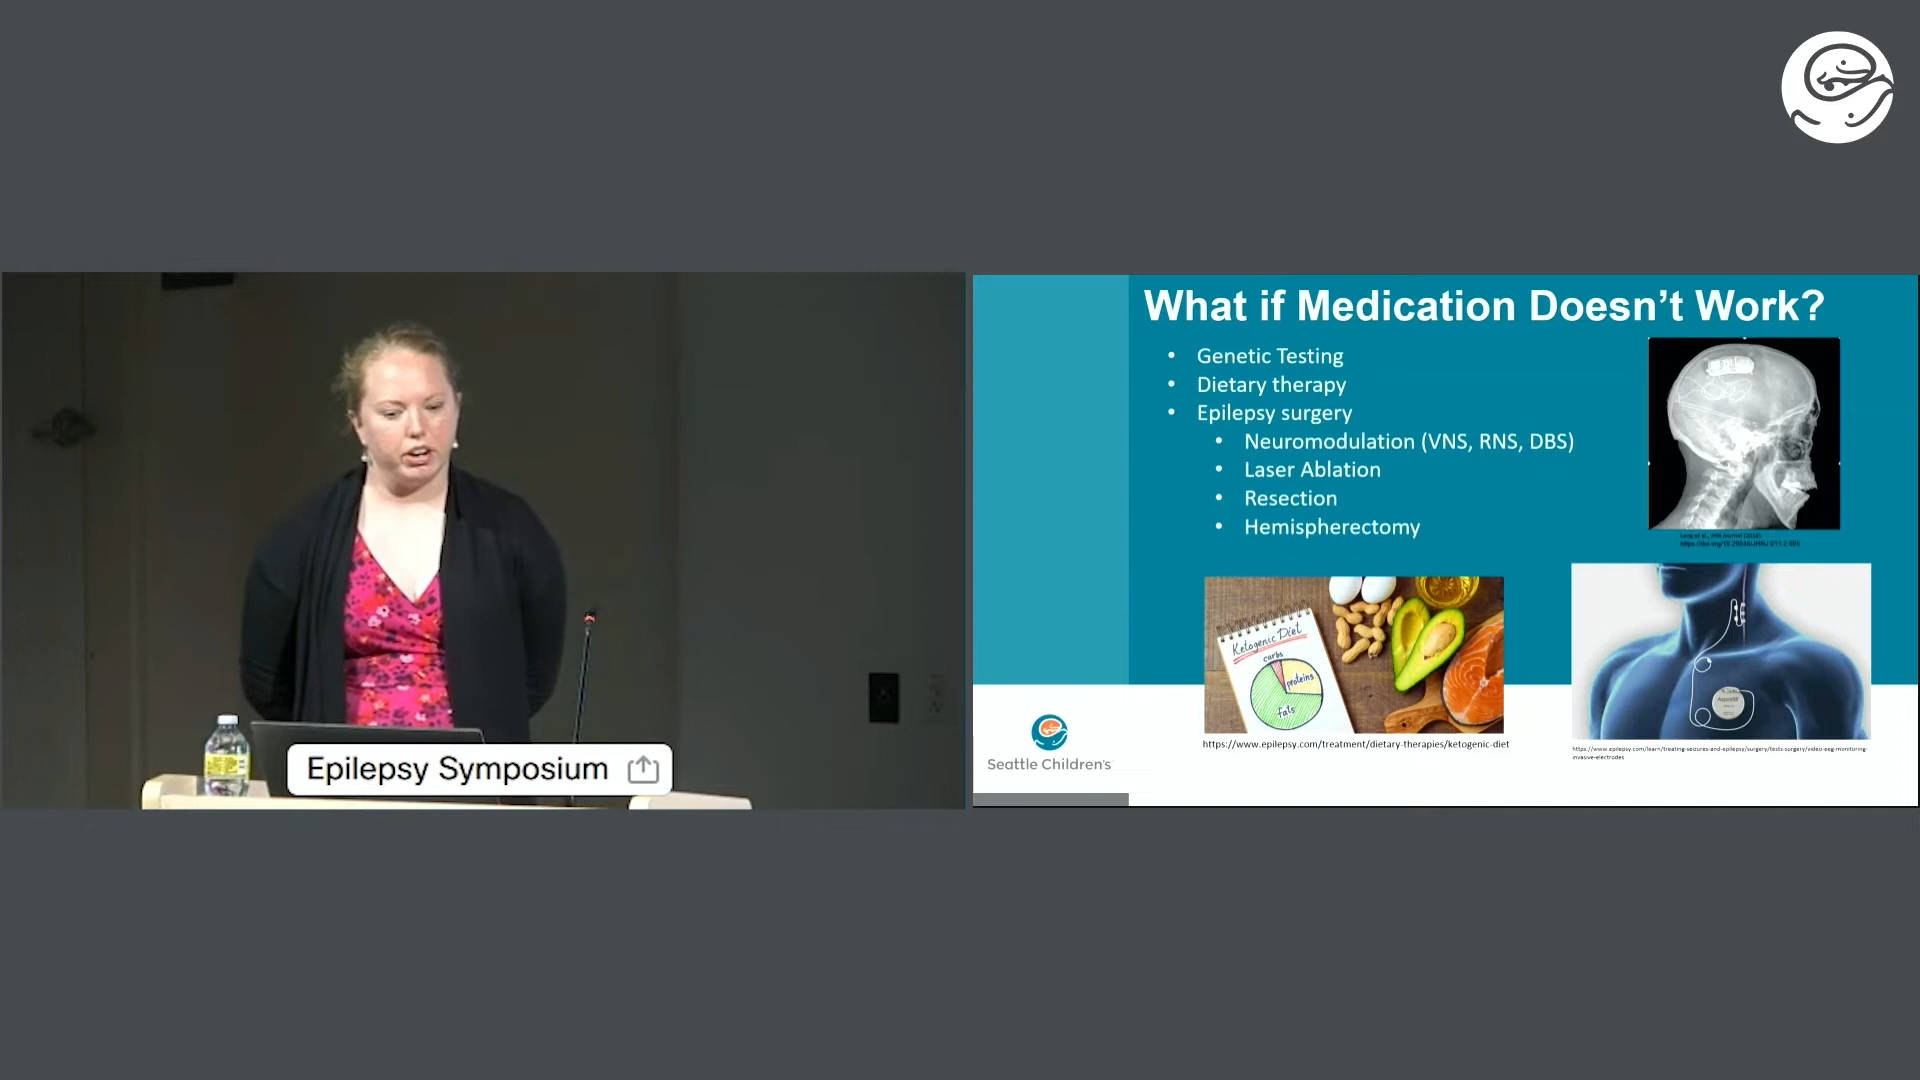 What if Medication Doesn’t Work?
• Genetic Testing
• Dietary therapy
• Epilepsy surgery
• Neuromodulation (VNS, RNS, DBS)
• Laser Ablation
• Resection
• Hemispherectomy
Ketogenic Diet
carbs
proteins
fats
https://www.epilepsy.com/treatment/dietary-therapies/ketogenic-diet
https://www.epilepsy.com/learn/treating-seizures-and-epilepsy/surgery/tests-surgery/video-eeg-monitoring-
invasive-electrodes
Seattle Children's
Epilepsy Symposium